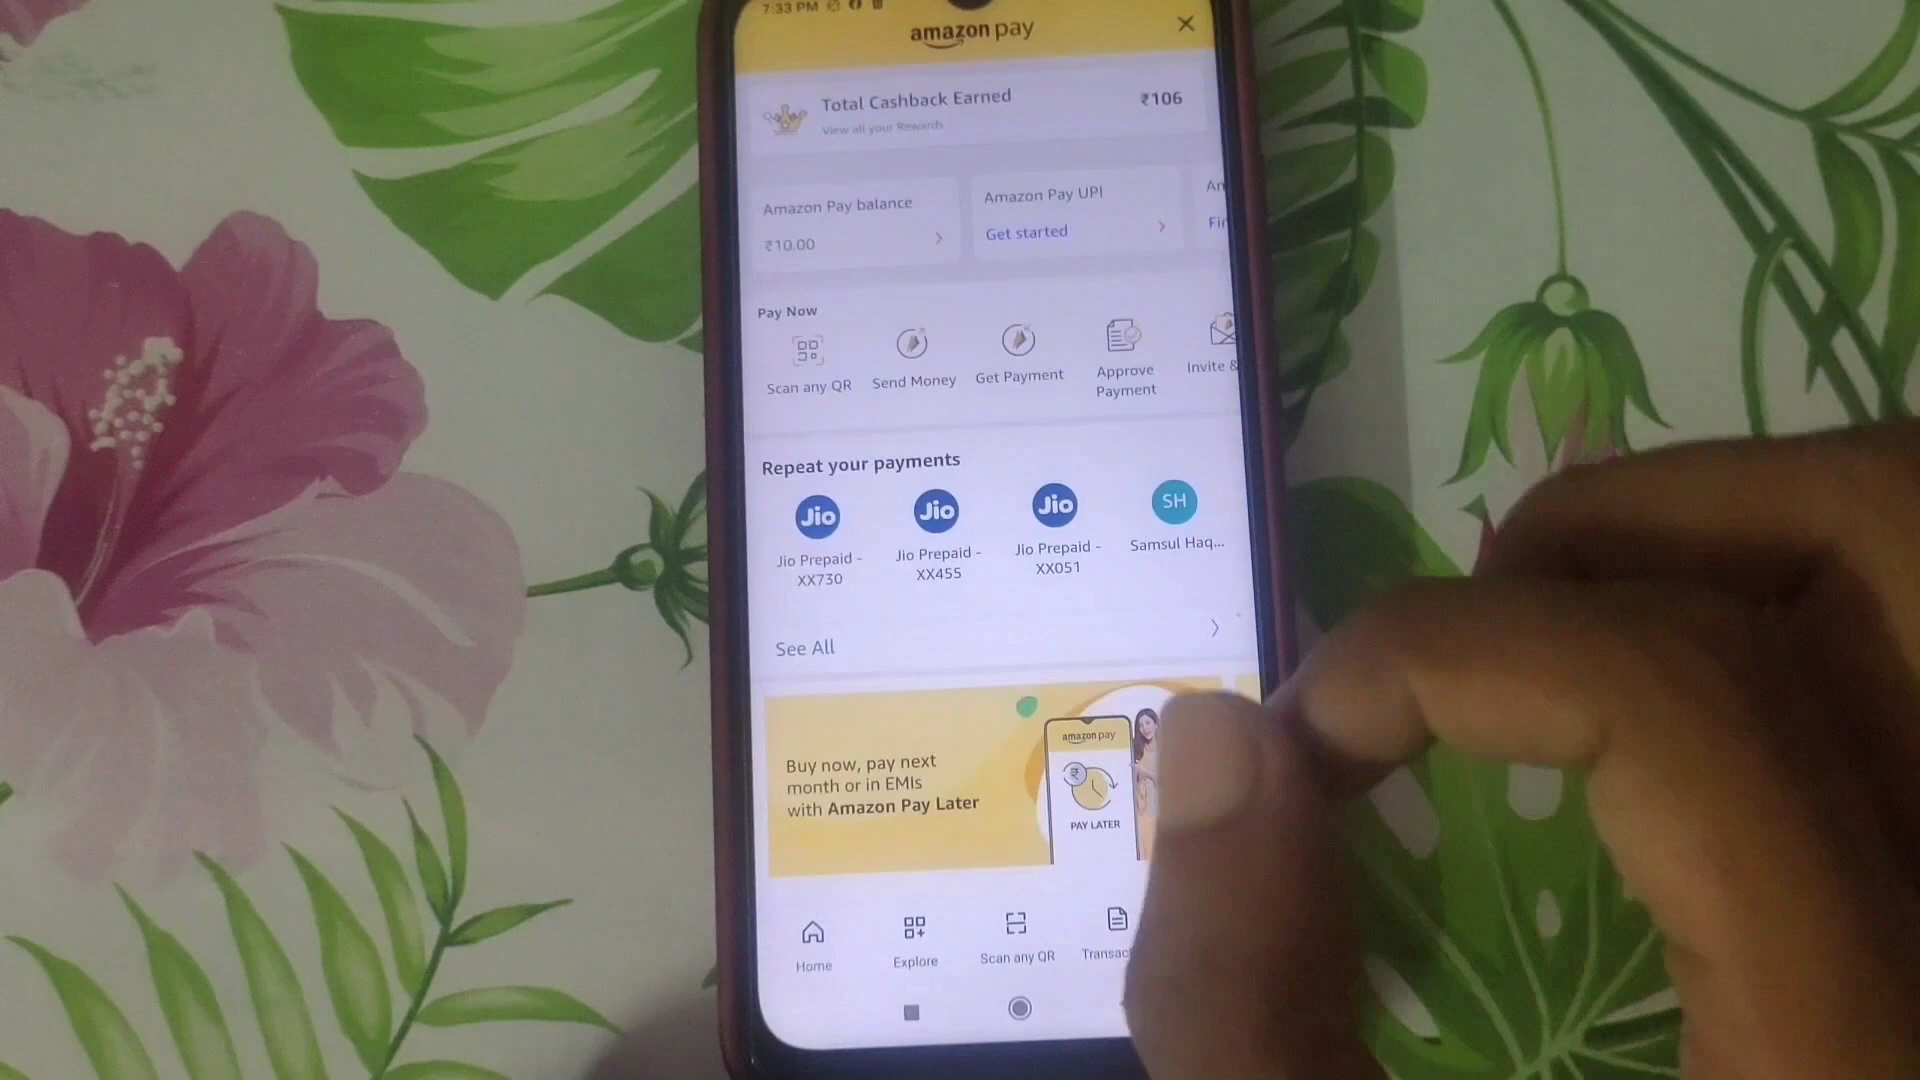 7:33 PM
amazon pay
Total Cashback Earned
₹106
View all your Rewards
Amazon Pay balance
₹10.00
Amazon Pay UPI
Get started
Pay Now
Scan any QR
Send Money
Get Payment
Approve
Payment
Invite &
Repeat your payments
Jio
Jio Prepaid -
XX730
Jio
Jio Prepaid -
XX455
Jio
Jio Prepaid -
XX051
SH
Samsul Haq...
See All
Buy now, pay next
month or in EMIs
with Amazon Pay Later
amazon pay
PAY LATER
Home
Explore
Scan any QR